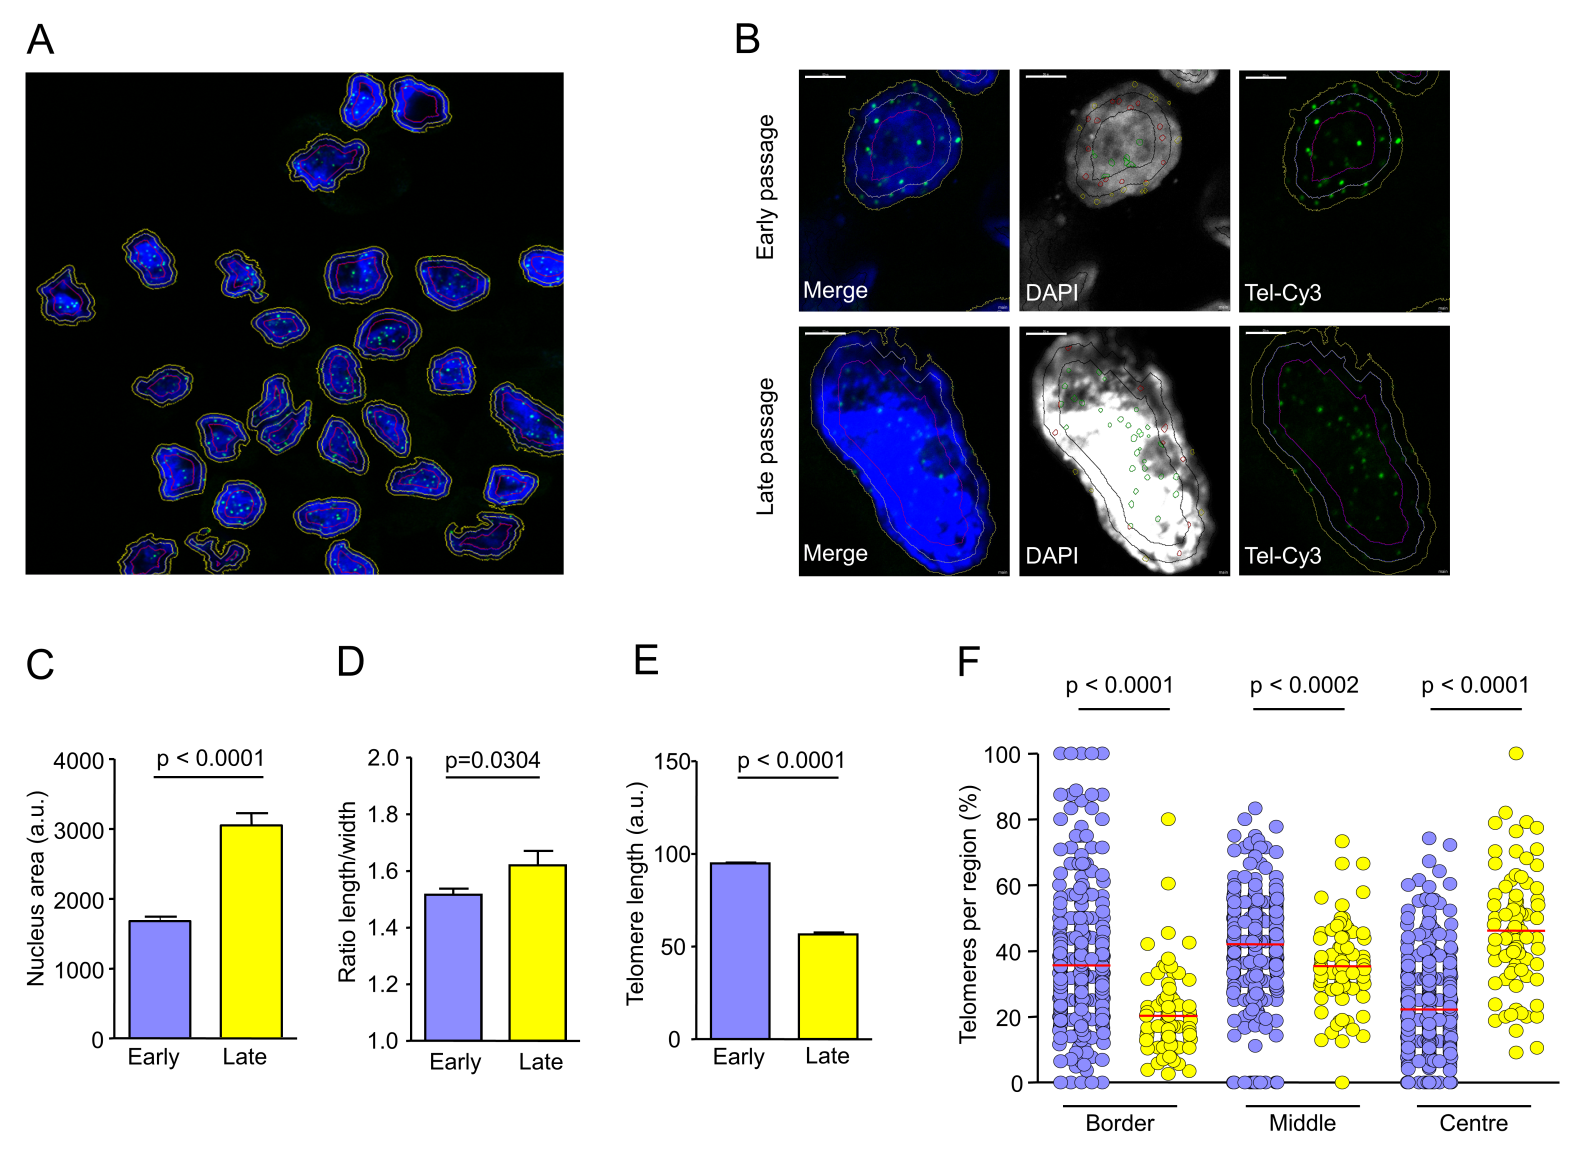 A
B
Early passage
Merge
DAPI
Tel-Cy3
Late passage
Merge
DAPI
Tel-Cy3
C
D
E
F
p < 0.0001
Nucleus area (a.u.)
4000
3000
2000
1000
0
Early
Late
p=0.0304
Ratio length/width
2.0
1.8
1.6
1.4
1.2
1.0
Early
Late
p < 0.0001
Telomere length (a.u.)
150
100
50
0
Early
Late
p < 0.0001
p < 0.0002
p < 0.0001
Telomeres per region (%)
100
80
60
40
20
0
Border
Middle
Centre